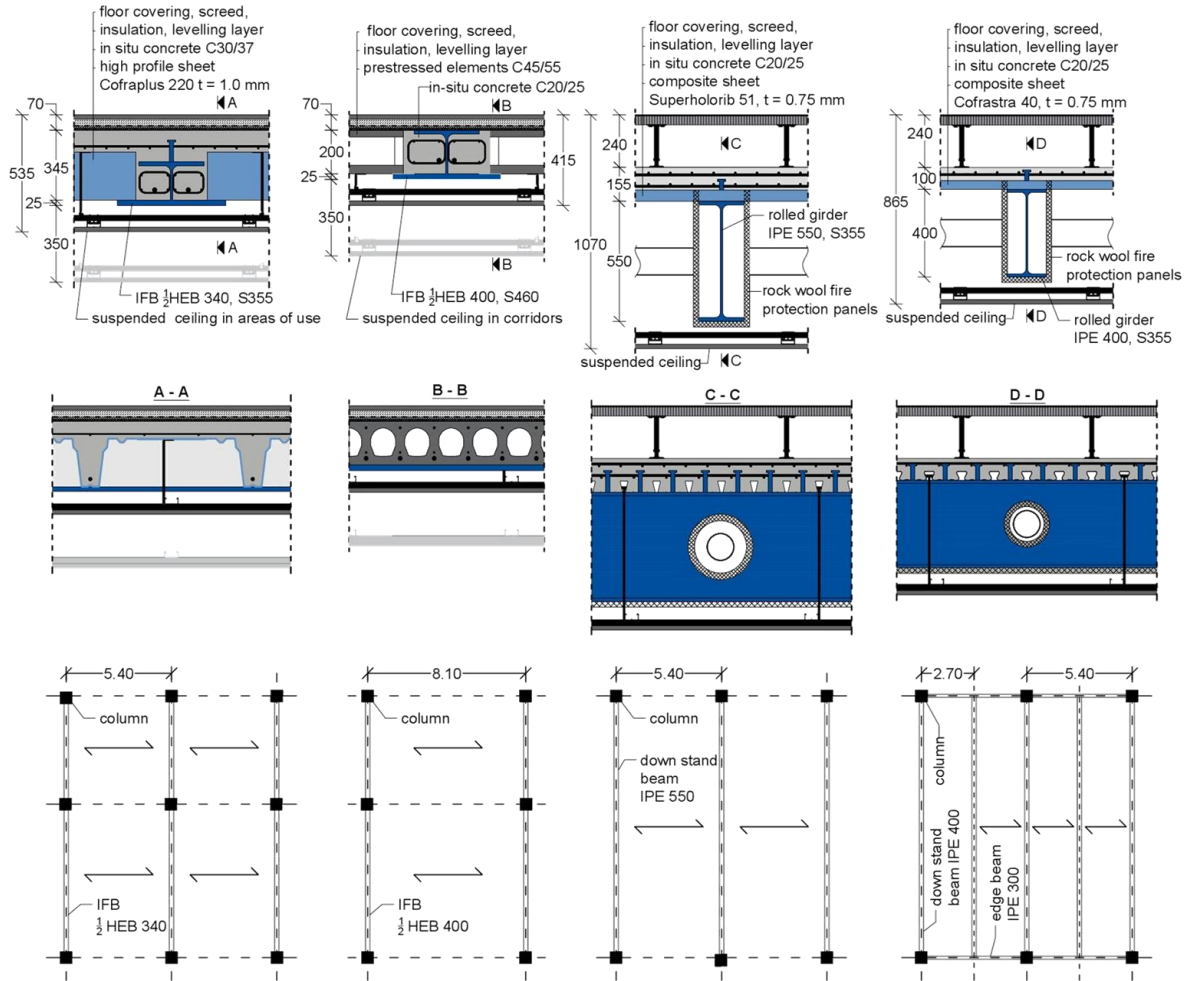 floor covering, screed,
insulation, levelling layer
in situ concrete C30/37
high profile sheet
Cofraplus 220 t = 1.0 mm
A
70
535
345
25
350
A
IFB ½HEB 340, S355
suspended ceiling in areas of use
floor covering, screed,
insulation, levelling layer
prestressed elements C45/55
in-situ concrete C20/25
B
70
200
415
25
350
B
IFB ½HEB 400, S460
suspended ceiling in corridors
floor covering, screed,
insulation, levelling layer
in situ concrete C20/25
composite sheet
Superholorib 51, t = 0.75 mm
240
C
155
1070
rolled girder
IPE 550, S355
550
rock wool fire
protection panels
suspended ceiling
C
floor covering, screed,
insulation, levelling layer
in situ concrete C20/25
composite sheet
Cofrastra 40, t = 0.75 mm
240
D
100
865
400
rock wool fire
protection panels
suspended ceiling
D
rolled girder
IPE 400, S355
A - A
B - B
C - C
D - D
5.40
column
IFB
½ HEB 340
8.10
column
IFB
½ HEB 400
5.40
column
down stand
beam
IPE 550
2.70
5.40
column
down stand
beam IPE 400
edge beam
IPE 300